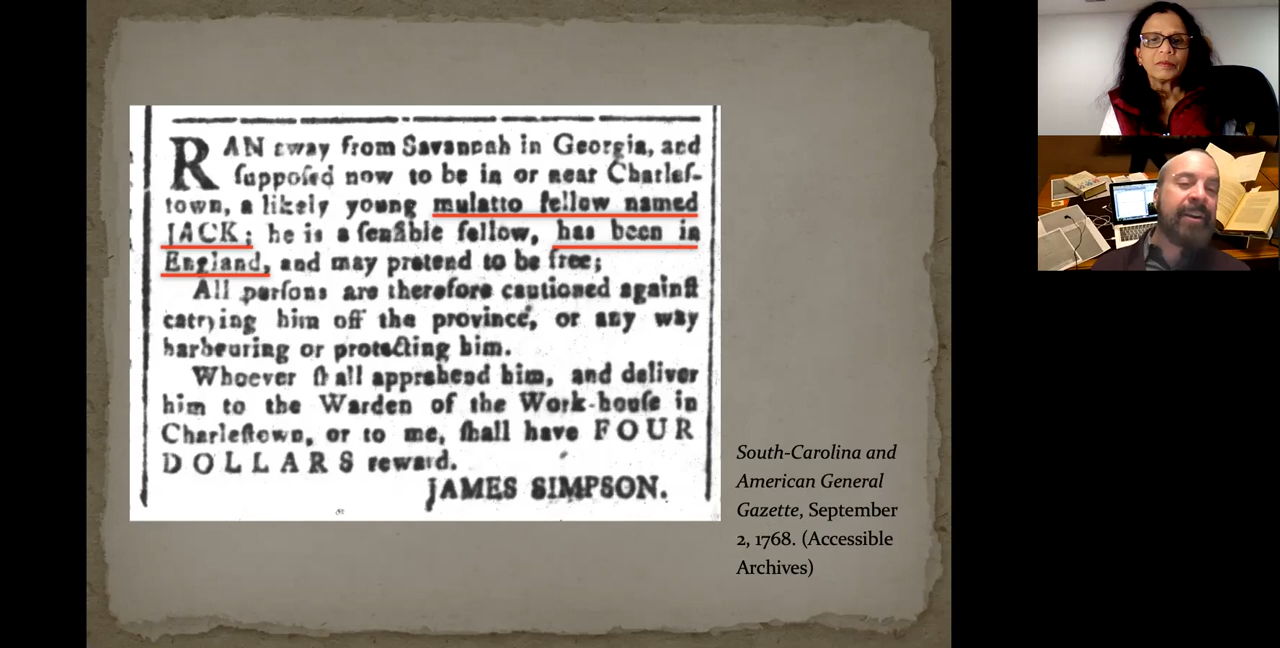 RAN away from Savannah in Georgia, and
ſuppoſed now to be in or near Charleſ-
town, a likely young mulatto fellow named
JACK; he is a ſenſible fellow, has been in
England, and may pretend to be free;
All perſons are therefore cautioned againſt
carrying him off the province, or any way
harbouring or protecting him.
Whoever ſhall apprehend him, and deliver
him to the Warden of the Work-houſe in
Charleſtown, or to me, ſhall have FOUR
DOLLARS reward.
JAMES SIMPSON.
South-Carolina and
American General
Gazette, September
2, 1768. (Accessible
Archives)